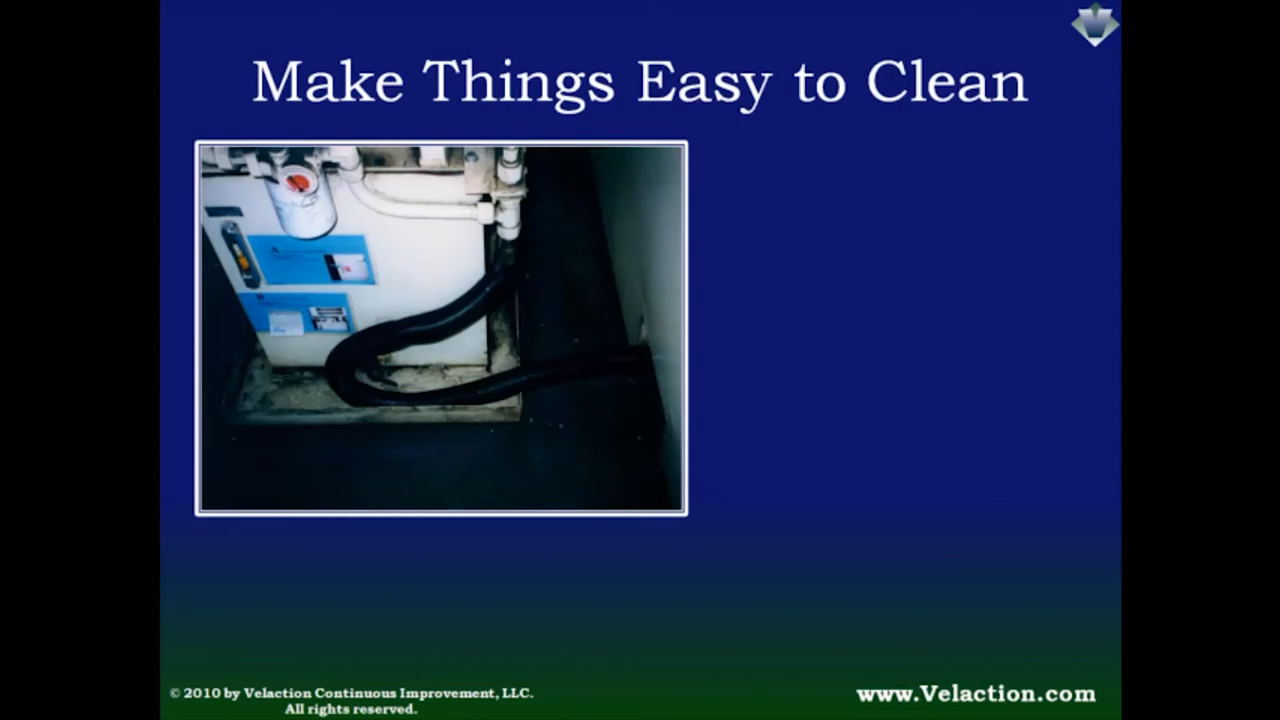 Make Things Easy to Clean
© 2010 by Velaction Continuous Improvement, LLC.
All rights reserved.
www.Velaction.com